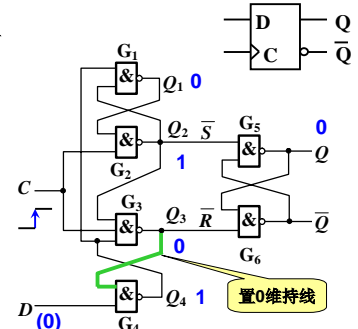 D Q
C Q̅
G₁
& Q₁ 0
Q₂ S̅ G₅ 0
& & Q
G₂ 1
C G₃
& Q₃ R̅ & Q̅
0 G₆
D (0) & Q₄ 1 置0维持线
G₄